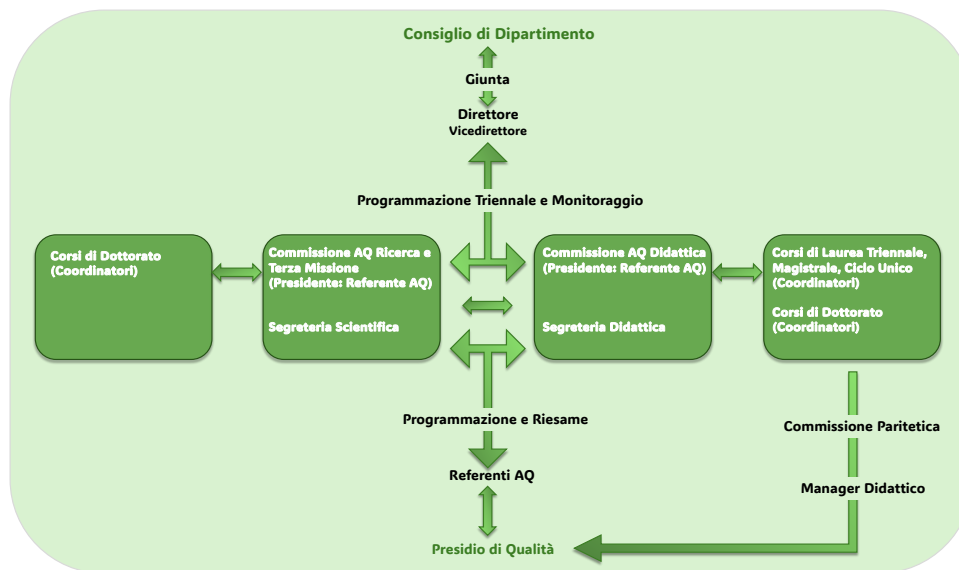 Consiglio di Dipartimento
Giunta
Direttore
Vicedirettore
Programmazione Triennale e Monitoraggio
Corsi di Dottorato
(Coordinatori)
Commissione AQ Ricerca e
Terza Missione
(Presidente: Referente AQ)
Segreteria Scientifica
Commissione AQ Didattica
(Presidente: Referente AQ)
Segreteria Didattica
Corsi di Laurea Triennale,
Magistrale, Ciclo Unico
(Coordinatori)
Corsi di Dottorato
(Coordinatori)
Programmazione e Riesame
Commissione Paritetica
Referenti AQ
Manager Didattico
Presidio di Qualità